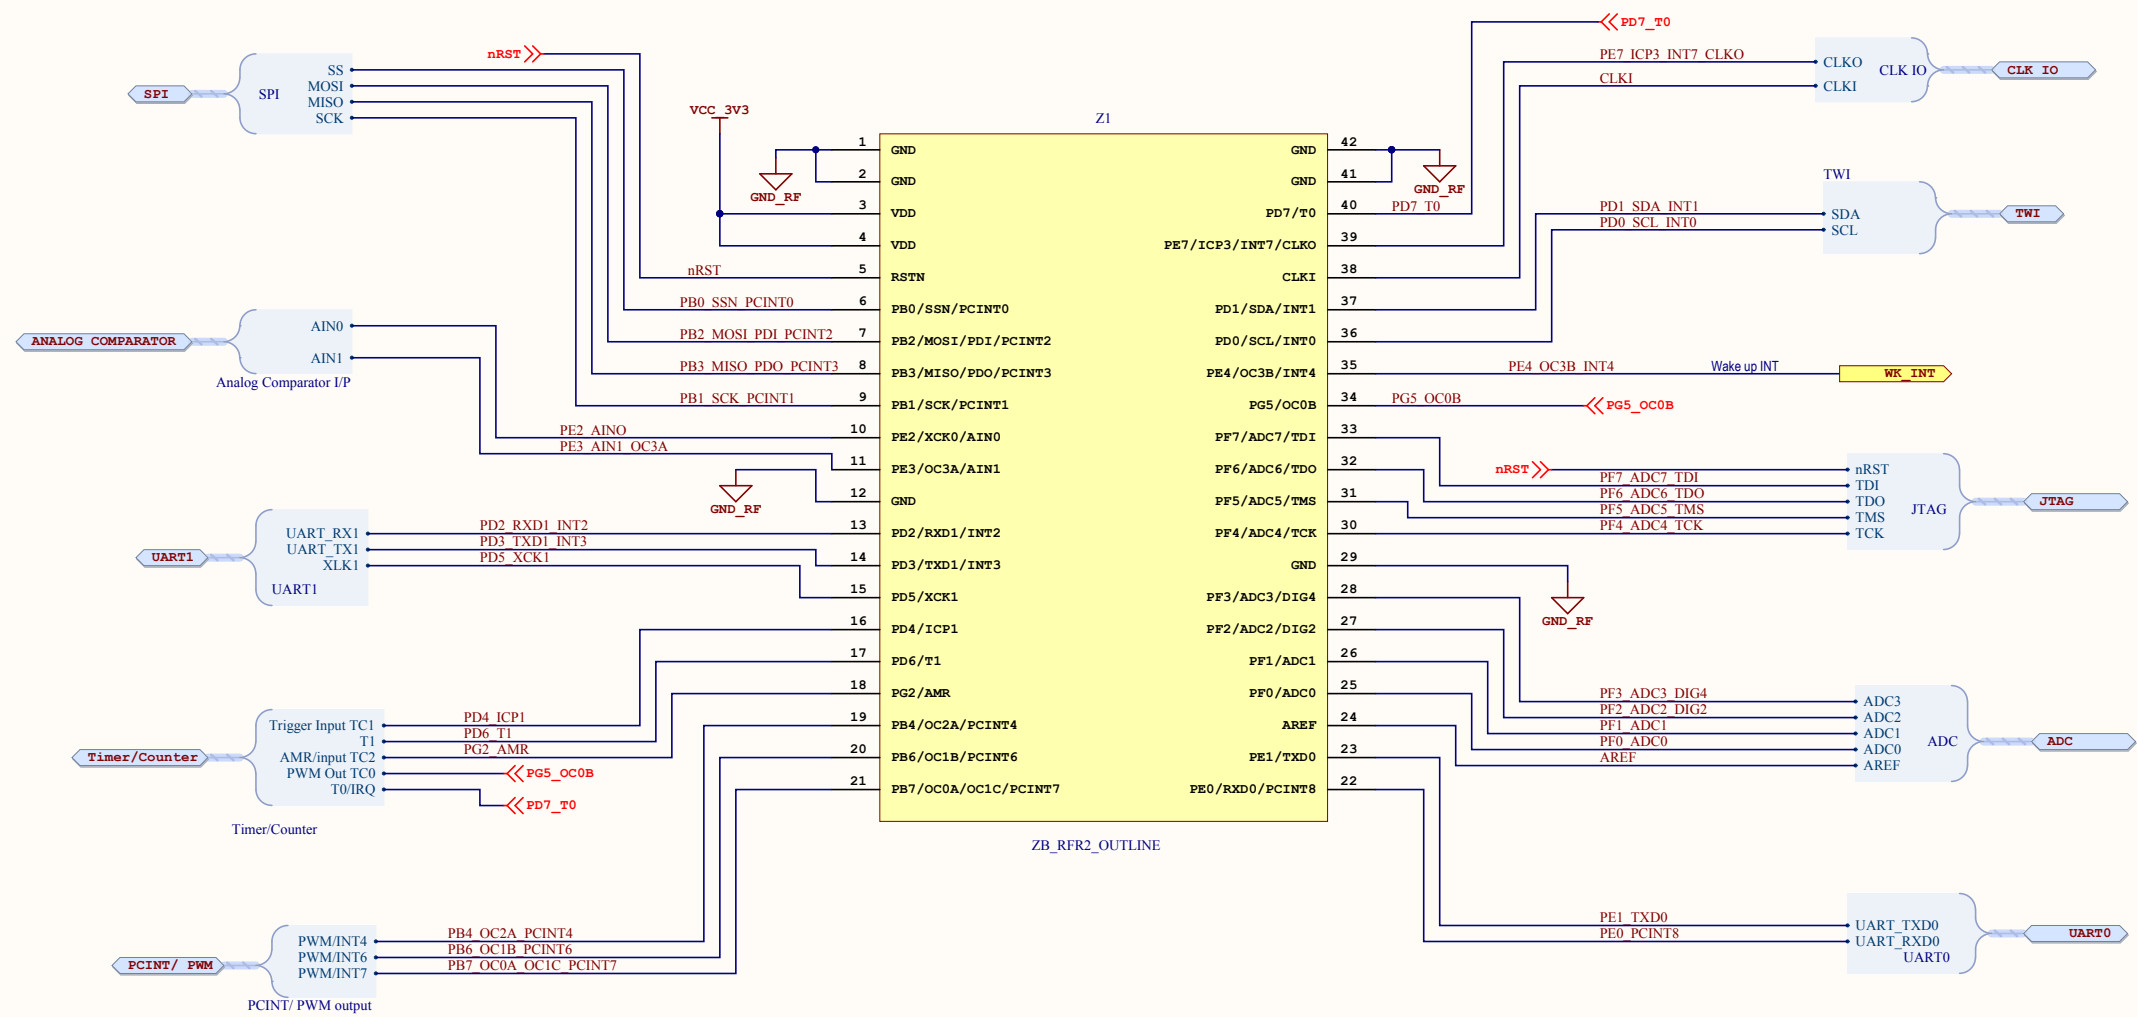 PD7_T0
nRST
PE7_ICP3_INT7_CLKO
CLKI
CLKO
CLKI
CLK IO
CLK IO
SPI
SS
MOSI
MISO
SCK
SPI
VCC_3V3
Z1
1 GND
2 GND
3 VDD
4 VDD
5 RSTN
6 PB0/SSN/PCINT0
7 PB2/MOSI/PDI/PCINT2
8 PB3/MISO/PDO/PCINT3
9 PB1/SCK/PCINT1
10 PE2/XCK0/AIN0
11 PE3/OC3A/AIN1
12 GND
13 PD2/RXD1/INT2
14 PD3/TXD1/INT3
15 PD5/XCK1
16 PD4/ICP1
17 PD6/T1
18 PG2/AMR
19 PB4/OC2A/PCINT4
20 PB6/OC1B/PCINT6
21 PB7/OC0A/OC1C/PCINT7
GND 42
GND 41
PD7/T0 40
PE7/ICP3/INT7/CLKO 39
CLKI 38
PD1/SDA/INT1 37
PD0/SCL/INT0 36
PE4/OC3B/INT4 35
PG5/OC0B 34
PF7/ADC7/TDI 33
PF6/ADC6/TDO 32
PF5/ADC5/TMS 31
PF4/ADC4/TCK 30
GND 29
PF3/ADC3/DIG4 28
PF2/ADC2/DIG2 27
PF1/ADC1 26
PF0/ADC0 25
AREF 24
PE1/TXD0 23
PE0/RXD0/PCINT8 22
ZB_RFR2_OUTLINE
GND_RF
nRST
PB0_SSN_PCINT0
PB2_MOSI_PDI_PCINT2
PB3_MISO_PDO_PCINT3
PB1_SCK_PCINT1
ANALOG COMPARATOR
AIN0
AIN1
Analog Comparator I/P
PE2_AINO
PE3_AIN1_OC3A
GND_RF
UART1
UART_RX1
UART_TX1
XLK1
UART1
PD2_RXD1_INT2
PD3_TXD1_INT3
PD5_XCK1
Timer/Counter
Trigger Input TC1
T1
AMR/input TC2
PWM Out TC0
T0/IRQ
Timer/Counter
PD4_ICP1
PD6_T1
PG2_AMR
PG5_OC0B
PD7_T0
PCINT/ PWM
PWM/INT4
PWM/INT6
PWM/INT7
PCINT/ PWM output
PB4_OC2A_PCINT4
PB6_OC1B_PCINT6
PB7_OC0A_OC1C_PCINT7
GND_RF
PD7_T0
TWI
PD1_SDA_INT1
PD0_SCL_INT0
SDA
SCL
TWI
PE4_OC3B_INT4
Wake up INT
WK_INT
PG5_OC0B
PG5_OC0B
nRST
PF7_ADC7_TDI
PF6_ADC6_TDO
PF5_ADC5_TMS
PF4_ADC4_TCK
nRST
TDI
TDO
TMS
TCK
JTAG
JTAG
GND_RF
PF3_ADC3_DIG4
PF2_ADC2_DIG2
PF1_ADC1
PF0_ADC0
AREF
ADC3
ADC2
ADC1
ADC0
AREF
ADC
ADC
PE1_TXD0
PE0_PCINT8
UART_TXD0
UART_RXD0
UART0
UART0